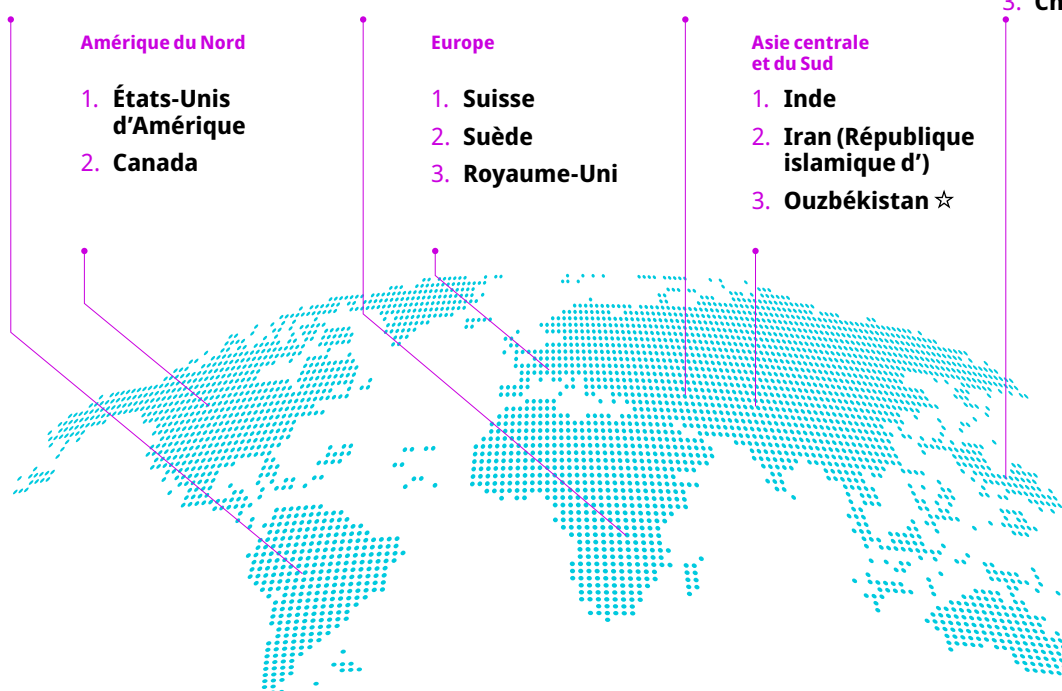 3. Ch
Amérique du Nord
1. États-Unis
d’Amérique
2. Canada
Europe
1. Suisse
2. Suède
3. Royaume-Uni
Asie centrale
et du Sud
1. Inde
2. Iran (République
islamique d’)
3. Ouzbékistan ☆